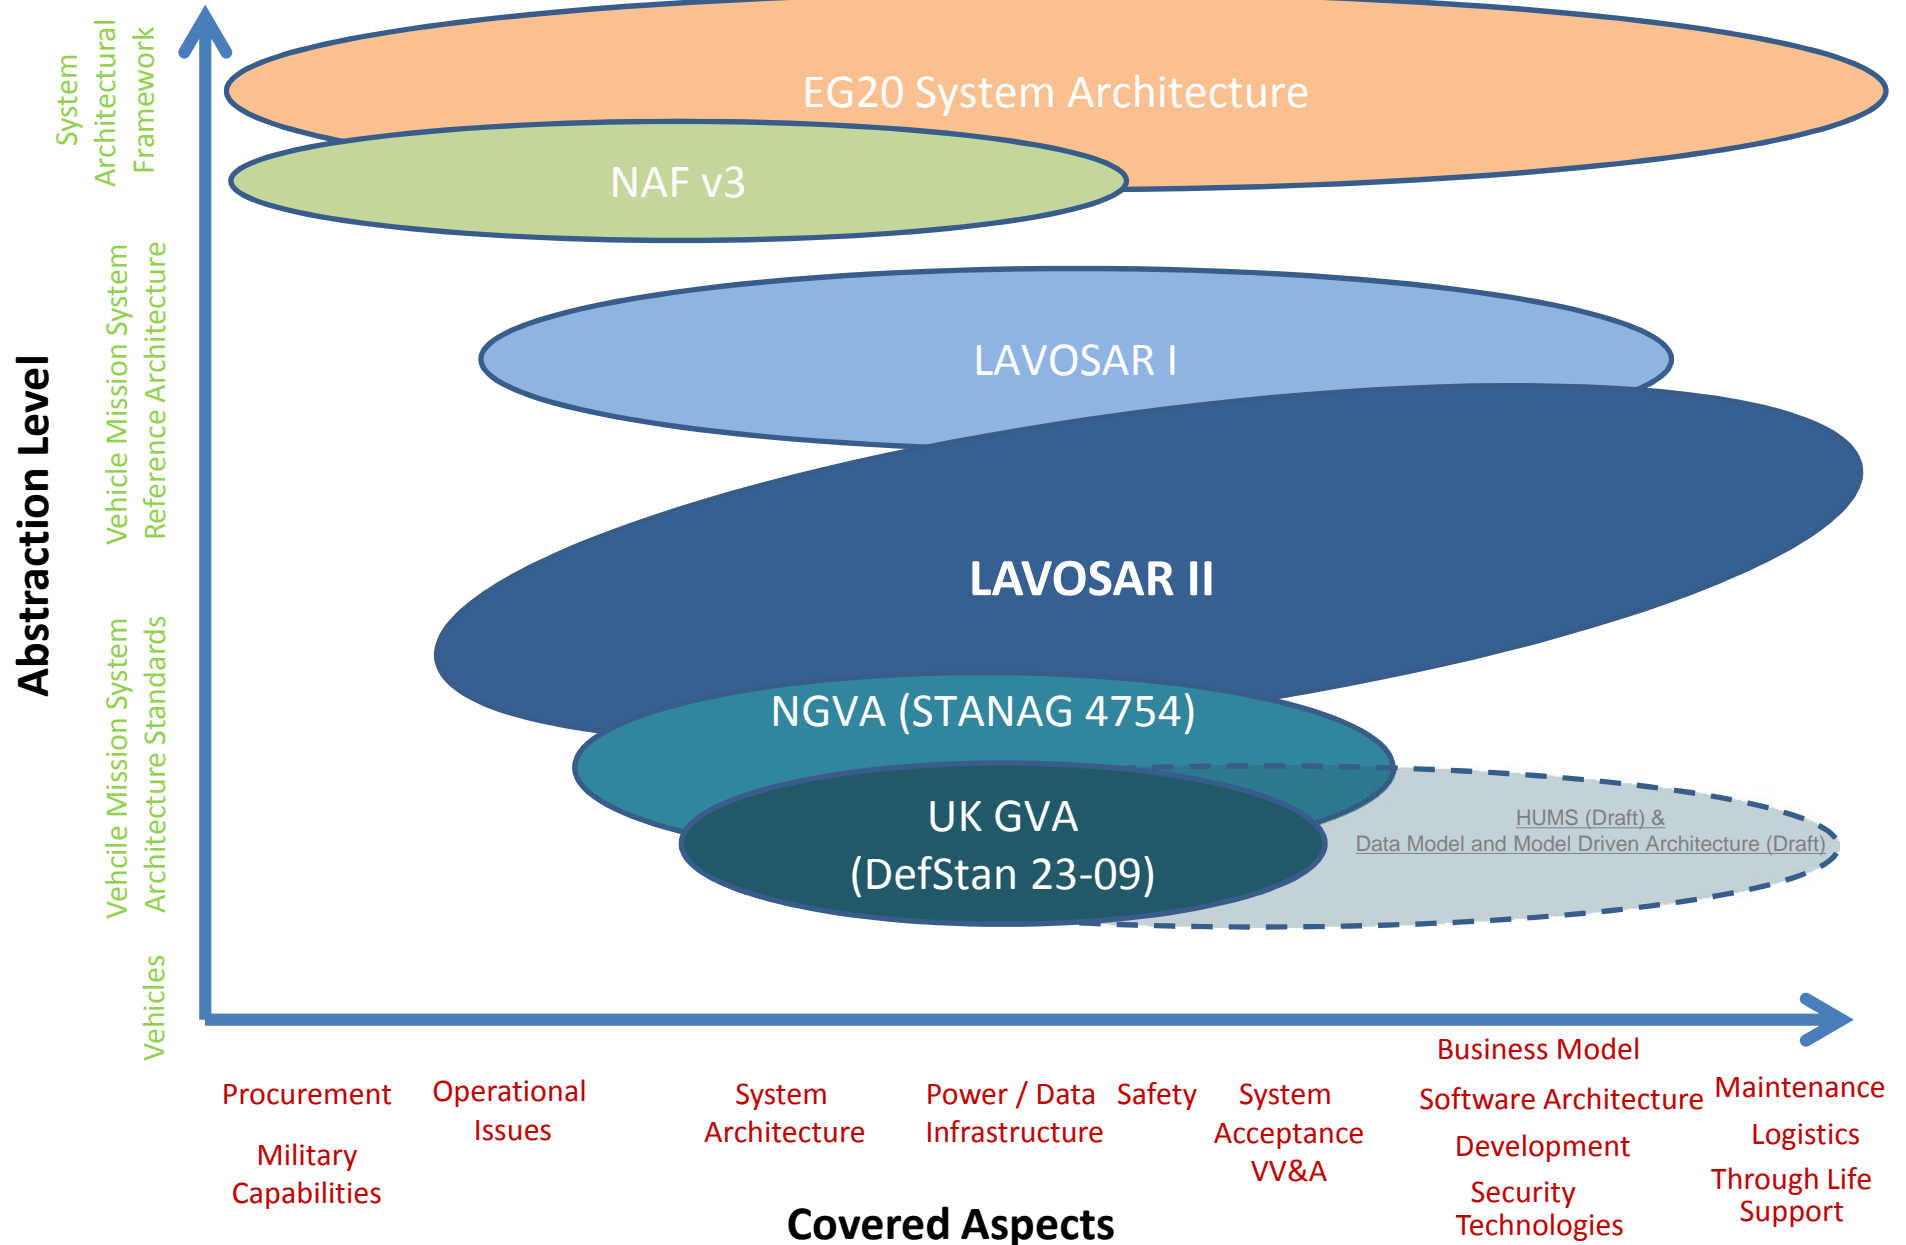 System
Architectural
Framework
EG20 System Architecture
NAF v3
Abstraction Level
Vehicle Mission System
Reference Architecture
LAVOSAR I
LAVOSAR II
Vehcile Mission System
Architecture Standards
NGVA (STANAG 4754)
UK GVA
(DefStan 23-09)
HUMS (Draft) &
Data Model and Model Driven Architecture (Draft)
Vehicles
Procurement
Military
Capabilities
Operational
Issues
System
Architecture
Power / Data
Infrastructure
Safety
System
Acceptance
VV&A
Business Model
Software Architecture
Development
Security
Technologies
Maintenance
Logistics
Through Life
Support
Covered Aspects